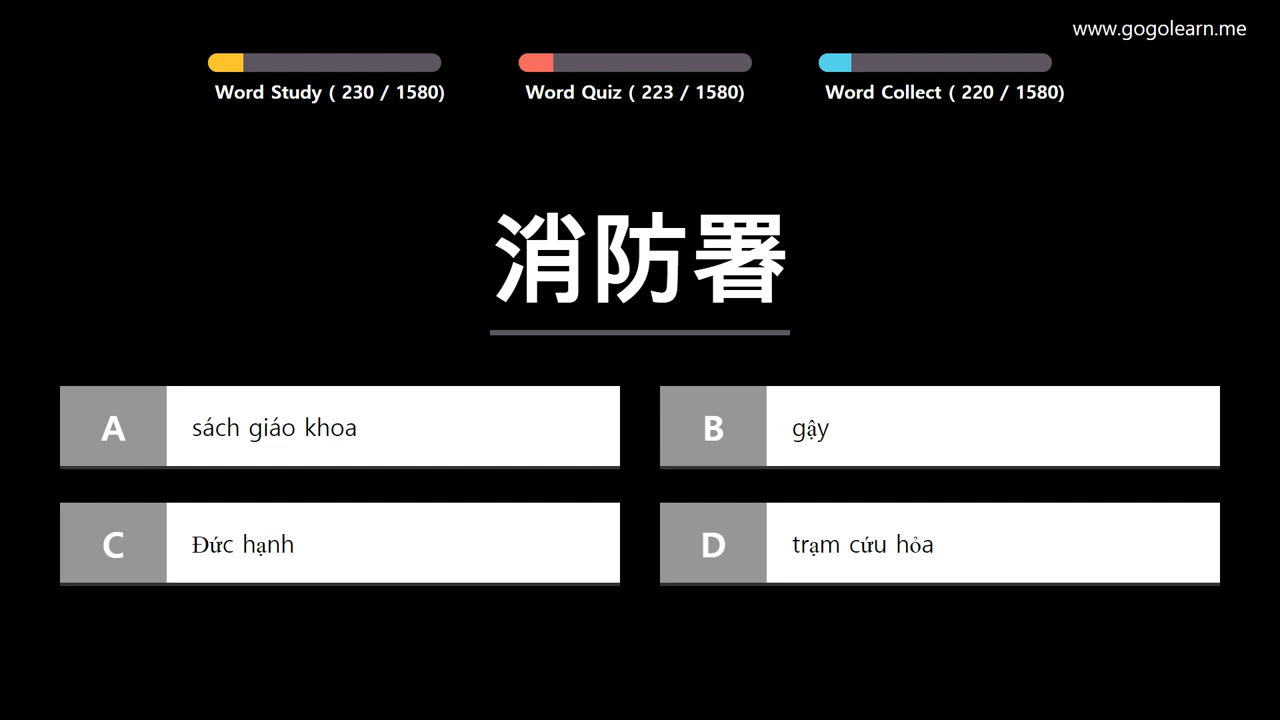 www.gogolearn.me
Word Study ( 230 / 1580)
Word Quiz ( 223 / 1580)
Word Collect ( 220 / 1580)
消防署
A sách giáo khoa
B gậy
C Đức hạnh
D trạm cứu hỏa